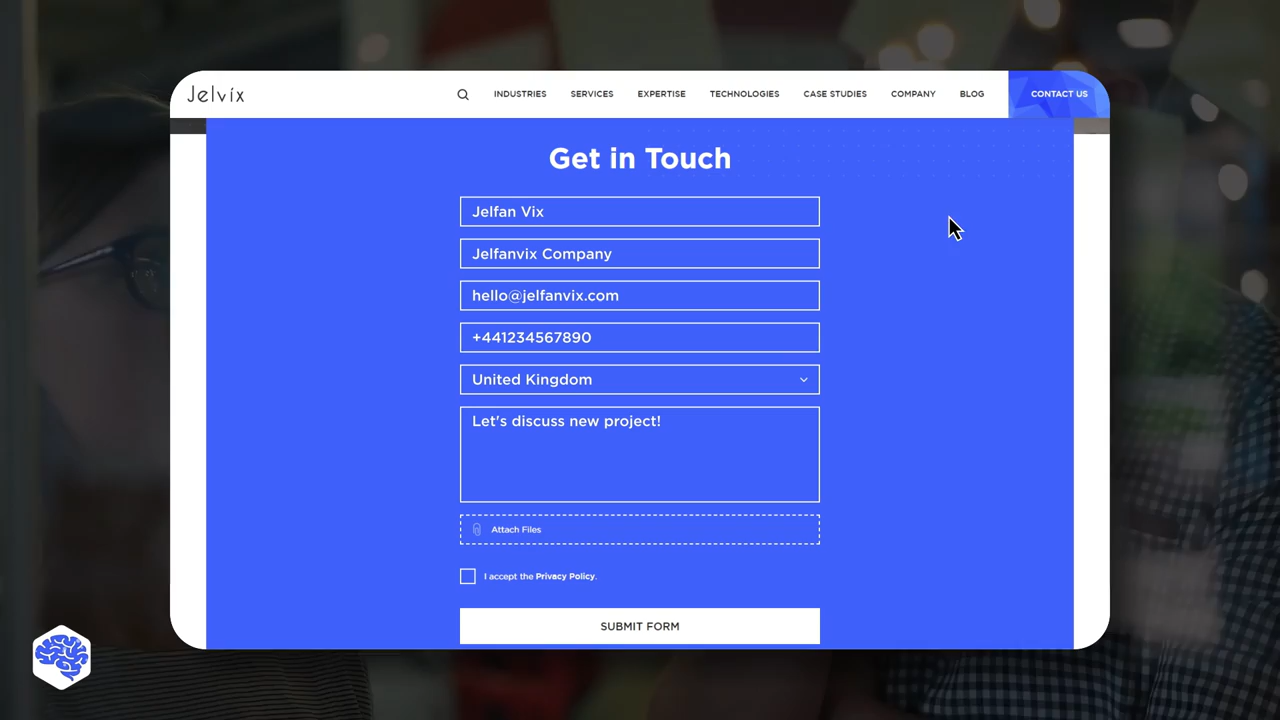 Jelvix
INDUSTRIES SERVICES EXPERTISE TECHNOLOGIES CASE STUDIES COMPANY BLOG CONTACT US
Get in Touch
Jelfan Vix
Jelfanvix Company
hello@jelfanvix.com
+441234567890
United Kingdom
Let's discuss new project!
Attach Files
I accept the Privacy Policy.
SUBMIT FORM